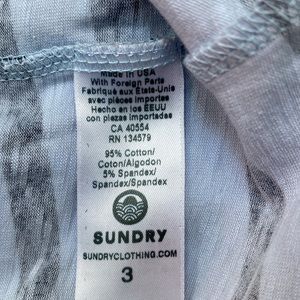 Made in USA
With Foreign Parts
Fabriqué aux États-Unis
avec pièces importées
Hecho en los EEUU
con piezas importadas
CA 40554
RN 134579
95% Cotton/
Coton/Algodon
5% Spandex/
Spandex/Spandex
SUNDRY
SUNDRYCLOTHING.COM
3